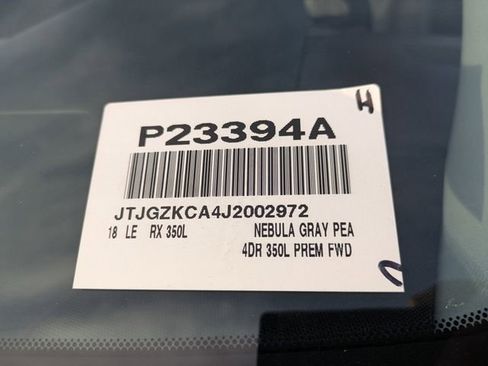 H
P23394A
JTJGZKCA4J2002972
18 LE RX 350L NEBULA GRAY PEA
4DR 350L PREM FWD